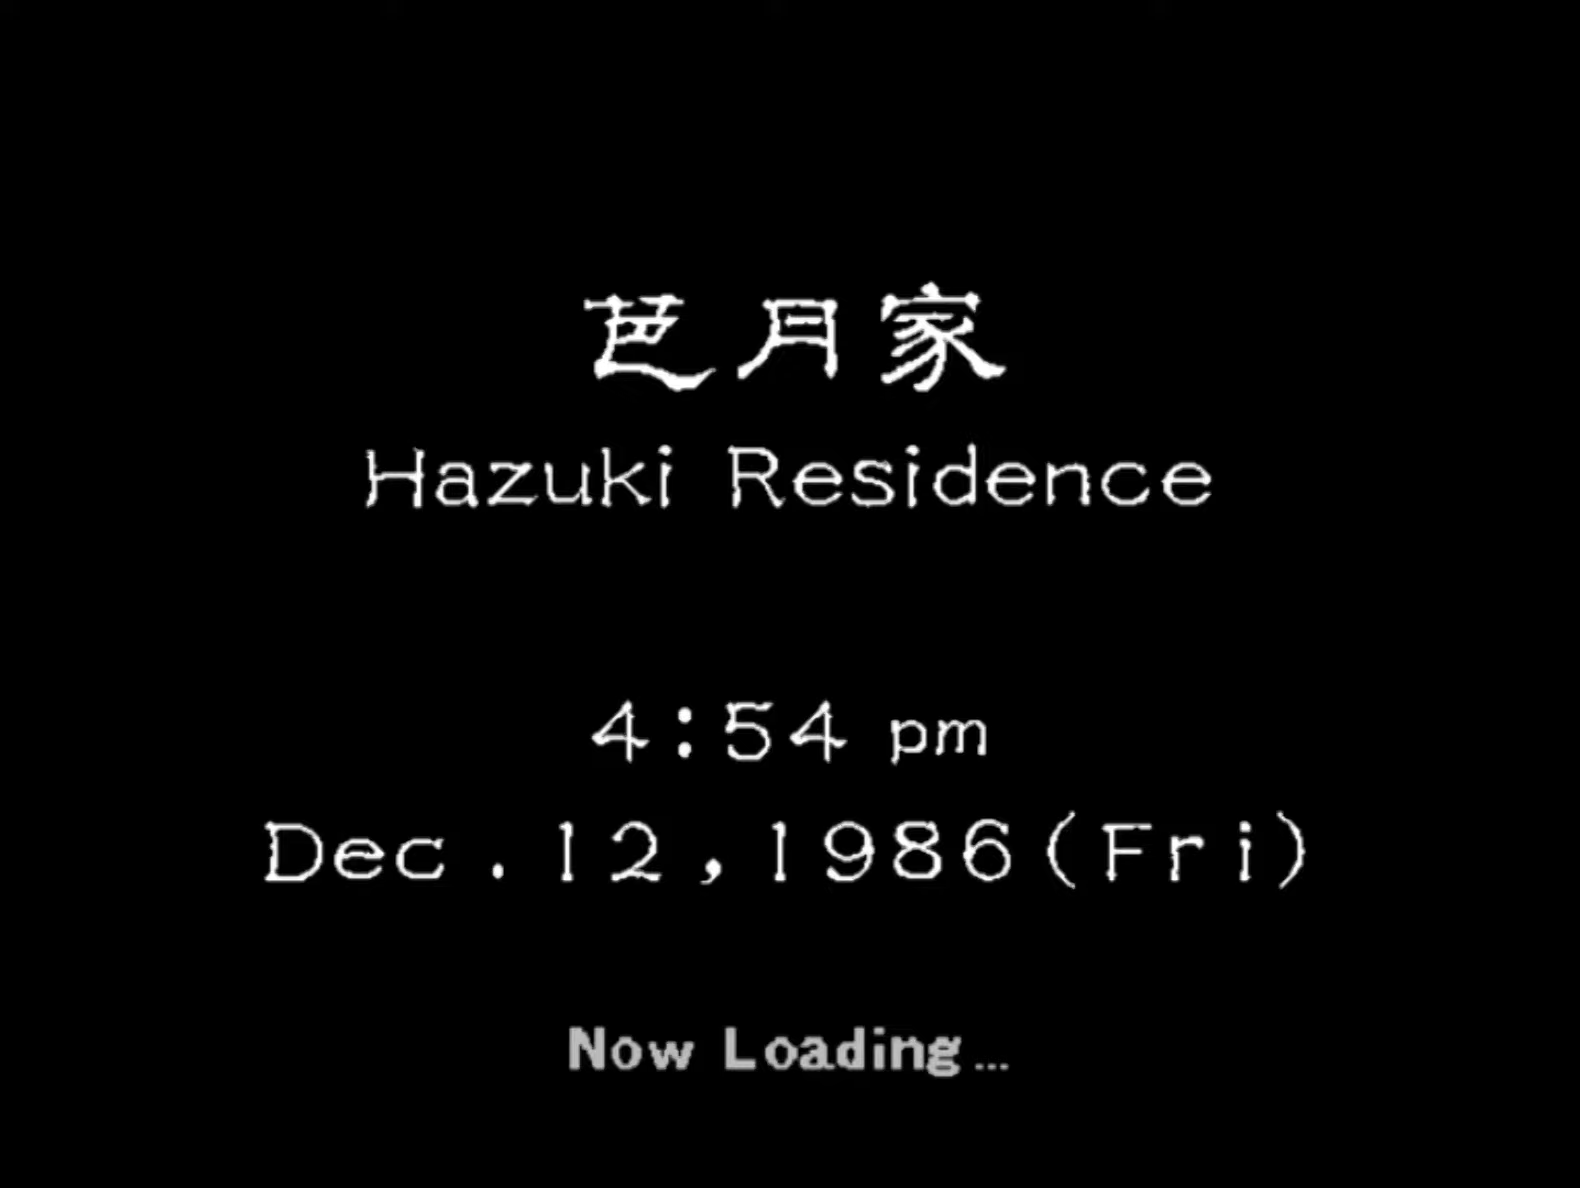 芭月家
Hazuki Residence
4:54 pm
Dec.12,1986(Fri)
Now Loading...